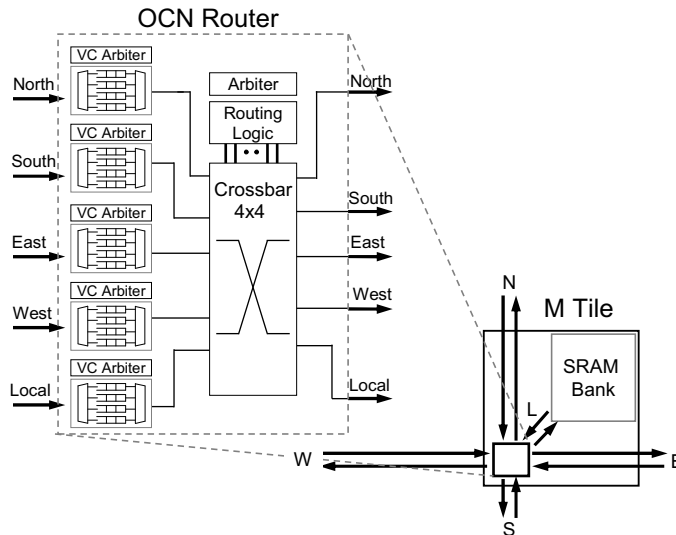 OCN Router
VC Arbiter
North
Arbiter
North
Routing
Logic
VC Arbiter
South
Crossbar
4x4
South
VC Arbiter
East
East
VC Arbiter
West
West
VC Arbiter
Local
Local
N
M Tile
SRAM
Bank
L
W
E
S